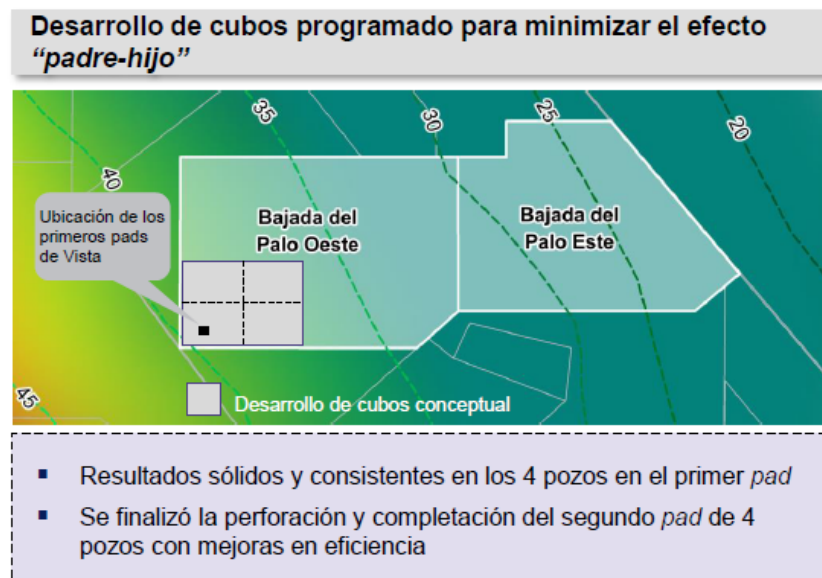 Desarrollo de cubos programado para minimizar el efecto
“padre-hijo”
35
30
25
20
40
Ubicación de los
primeros pads
de Vista
Bajada del
Palo Oeste
Bajada del
Palo Este
45
Desarrollo de cubos conceptual
▪ Resultados sólidos y consistentes en los 4 pozos en el primer pad
▪ Se finalizó la perforación y completación del segundo pad de 4
pozos con mejoras en eficiencia